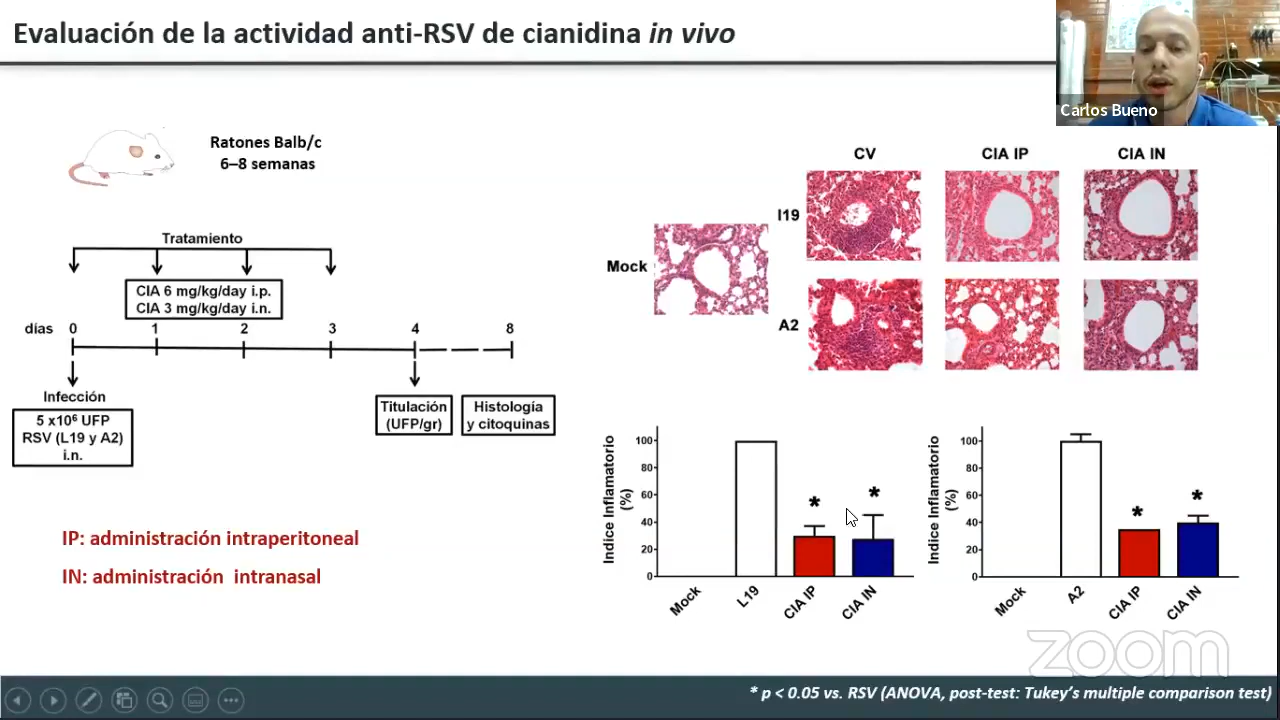 Evaluación de la actividad anti-RSV de cianidina in vivo
Carlos Bueno
Ratones Balb/c
6–8 semanas
Tratamiento
CIA 6 mg/kg/day i.p.
CIA 3 mg/kg/day i.n.
días 0 1 2 3 4 8
Infección
5 x10⁶ UFP
RSV (L19 y A2)
i.n.
Titulación
(UFP/gr)
Histología
y citoquinas
IP: administración intraperitoneal
IN: administración intranasal
CV CIA IP CIA IN
I19
Mock
A2
Indice Inflamatorio
(%)
100
80
60
40
20
0
* *
Mock L19 CIA IP CIA IN
Indice Inflamatorio
(%)
100
80
60
40
20
0
* *
Mock A2 CIA IP CIA IN
zoom
* p < 0.05 vs. RSV (ANOVA, post-test: Tukey's multiple comparison test)